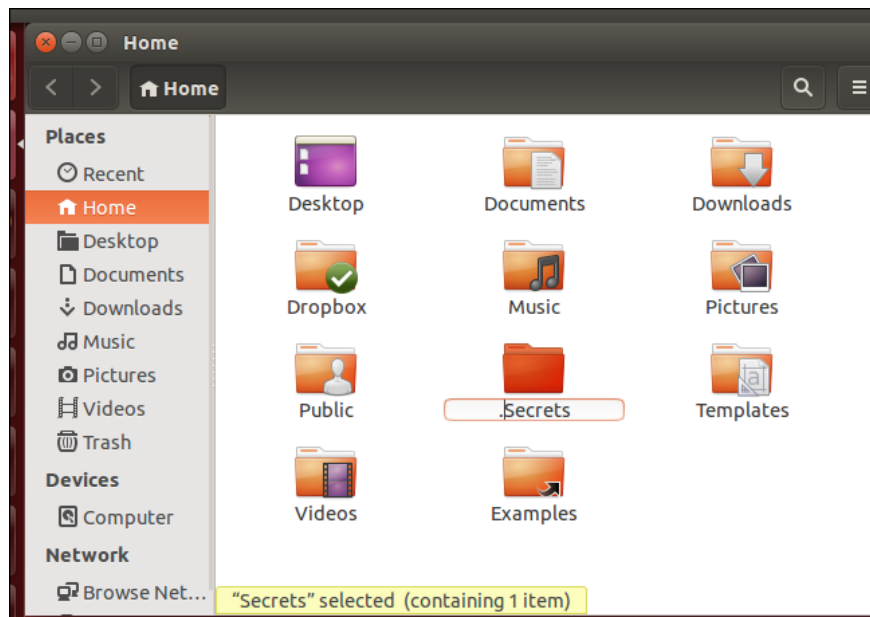 Home
Home
Places
Recent
Home
Desktop
Documents
Downloads
Music
Pictures
Videos
Trash
Devices
Computer
Network
Browse Net...
Desktop
Documents
Downloads
Dropbox
Music
Pictures
Public
.Secrets
Templates
Videos
Examples
“Secrets” selected (containing 1 item)